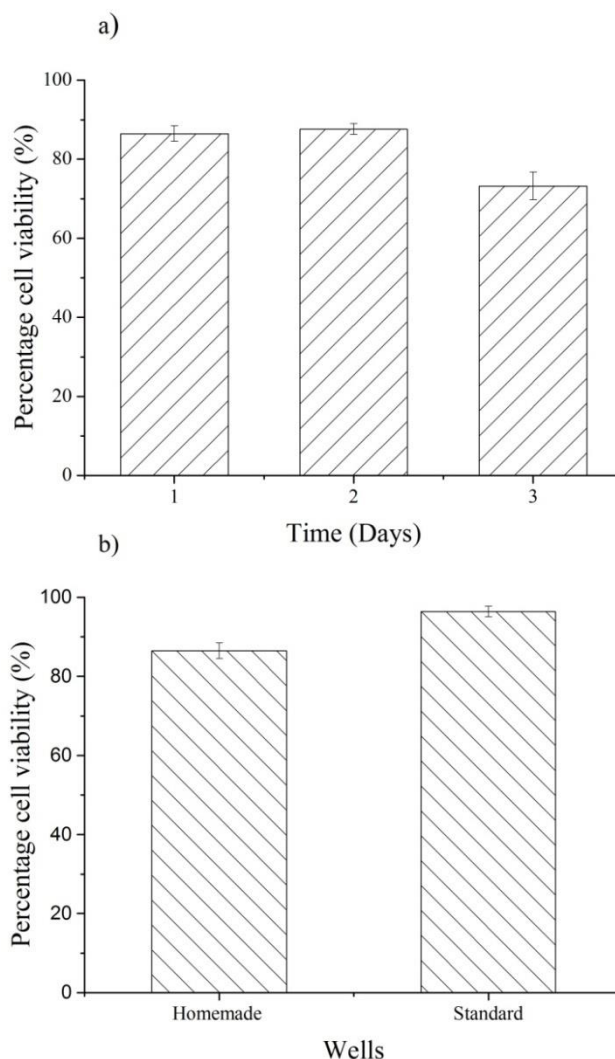 a)
Percentage cell viability (%)
100
80
60
40
20
0
1 2 3
Time (Days)
b)
Percentage cell viability (%)
100
80
60
40
20
0
Homemade Standard
Wells